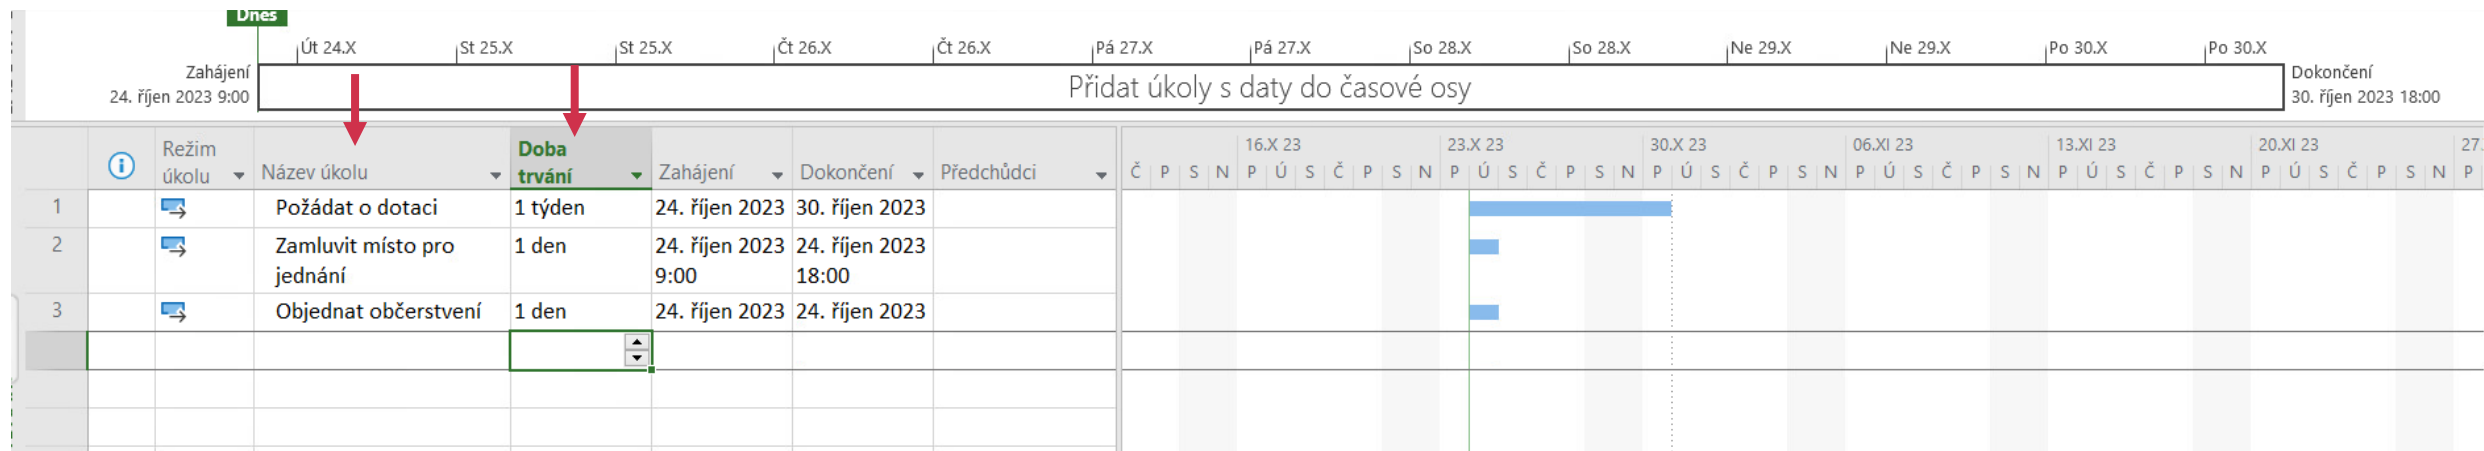 Dnes
Út 24.X St 25.X St 25.X Čt 26.X Čt 26.X Pá 27.X Pá 27.X So 28.X So 28.X Ne 29.X Ne 29.X Po 30.X Po 30.X
Zahájení
24. říjen 2023 9:00
Přidat úkoly s daty do časové osy
Dokončení
30. říjen 2023 18:00
Režim úkolu Název úkolu Doba trvání Zahájení Dokončení Předchůdci
16.X 23 23.X 23 30.X 23 06.XI 23 13.XI 23 20.XI 23 27.
Č P S N P Ú S Č P S N P Ú S Č P S N P Ú S Č P S N P Ú S Č P S N P Ú S Č P S N P Ú S Č P S N P
1 Požádat o dotaci 1 týden 24. říjen 2023 30. říjen 2023
2 Zamluvit místo pro 1 den 24. říjen 2023 24. říjen 2023
jednání 9:00 18:00
3 Objednat občerstvení 1 den 24. říjen 2023 24. říjen 2023